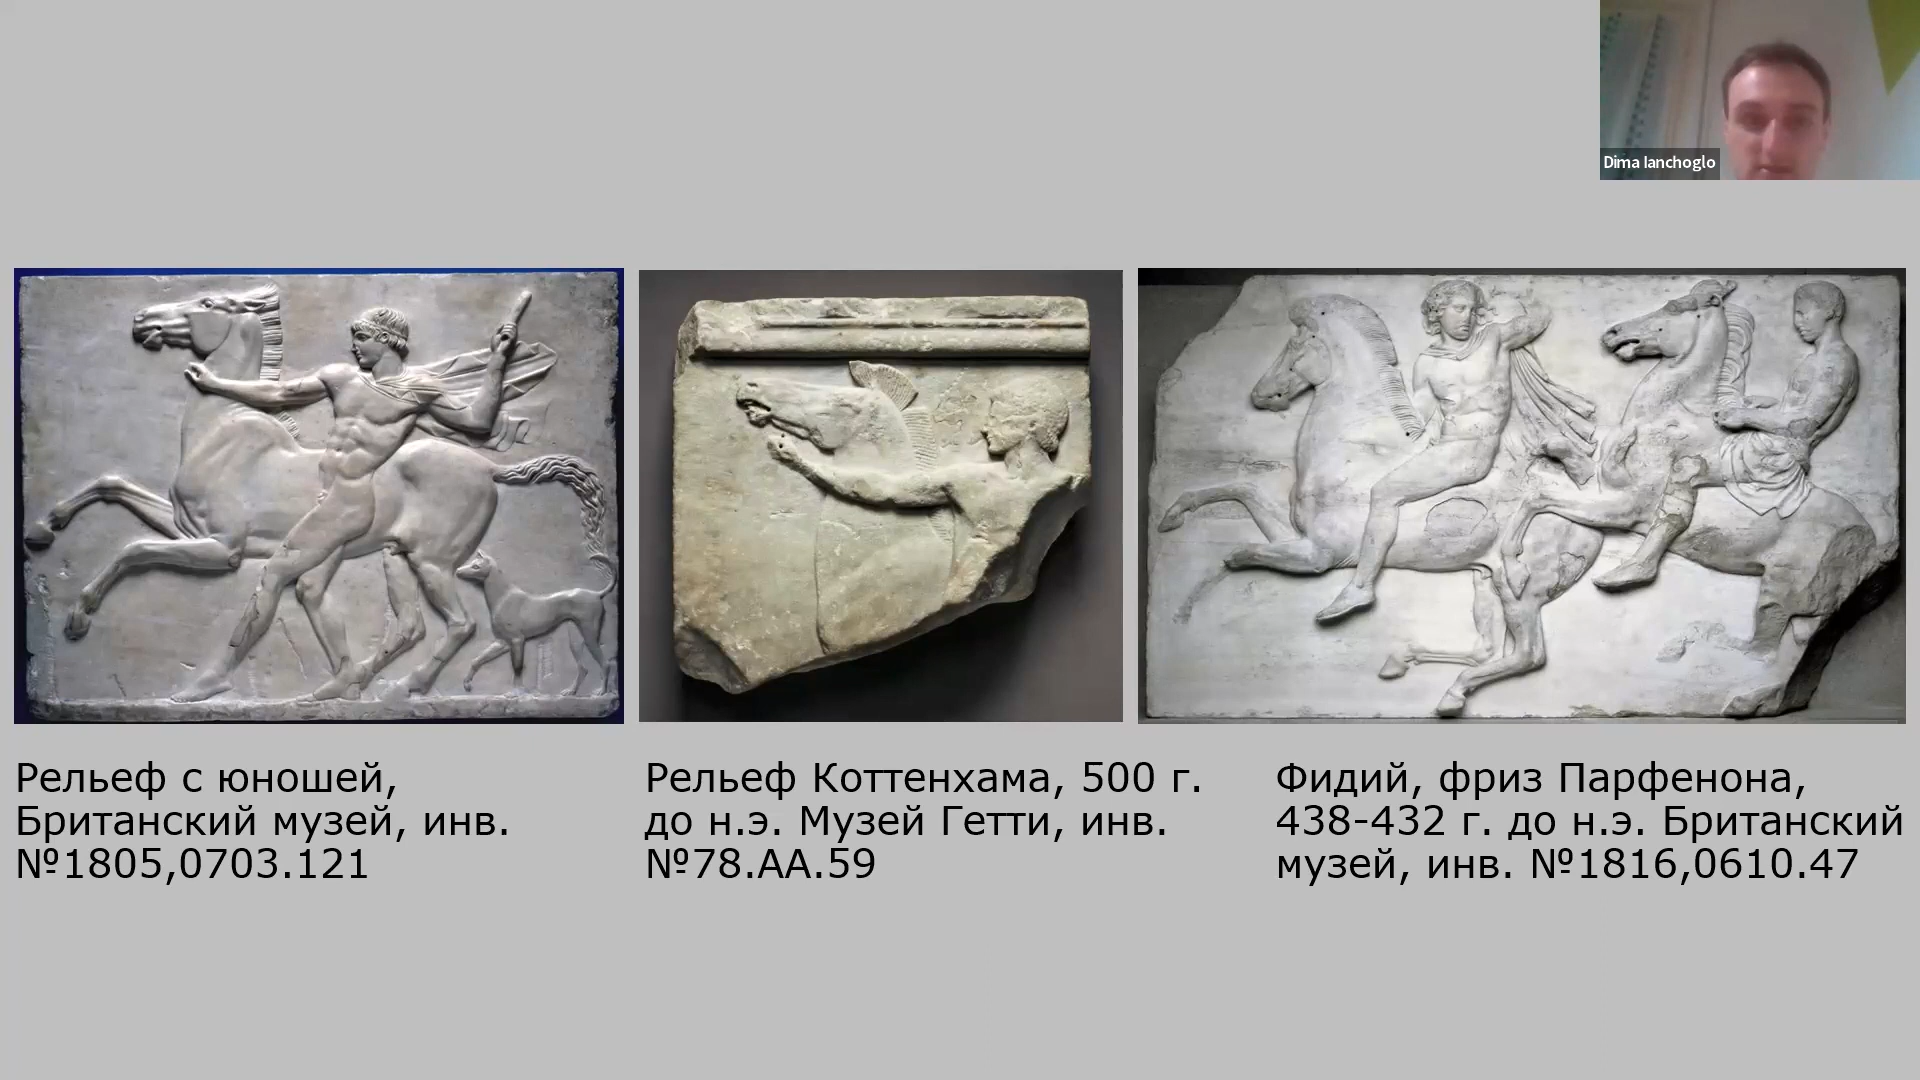 Dima Ianchoglo
Рельеф с юношей,
Британский музей, инв.
№1805,0703.121
Рельеф Коттенхама, 500 г.
до н.э. Музей Гетти, инв.
№78.AA.59
Фидий, фриз Парфенона,
438-432 г. до н.э. Британский
музей, инв. №1816,0610.47